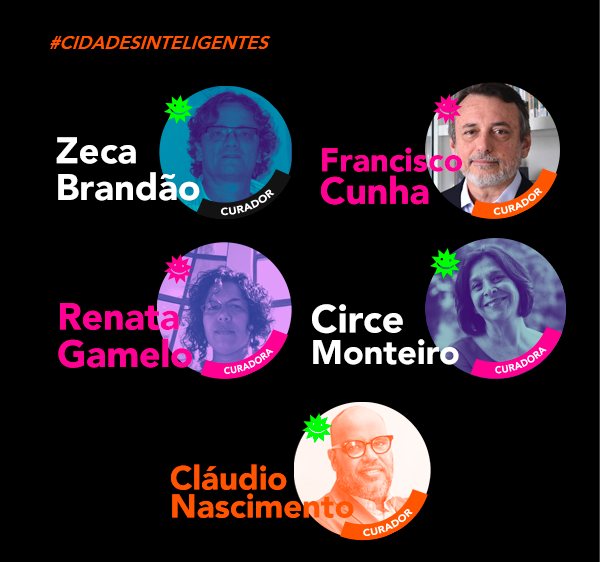 #CIDADESINTELIGENTES
Zeca
Brandão
CURADOR
Francisco
Cunha
CURADOR
Renata
Gamelo
CURADORA
Circe
Monteiro
CURADORA
Cláudio
Nascimento
CURADOR